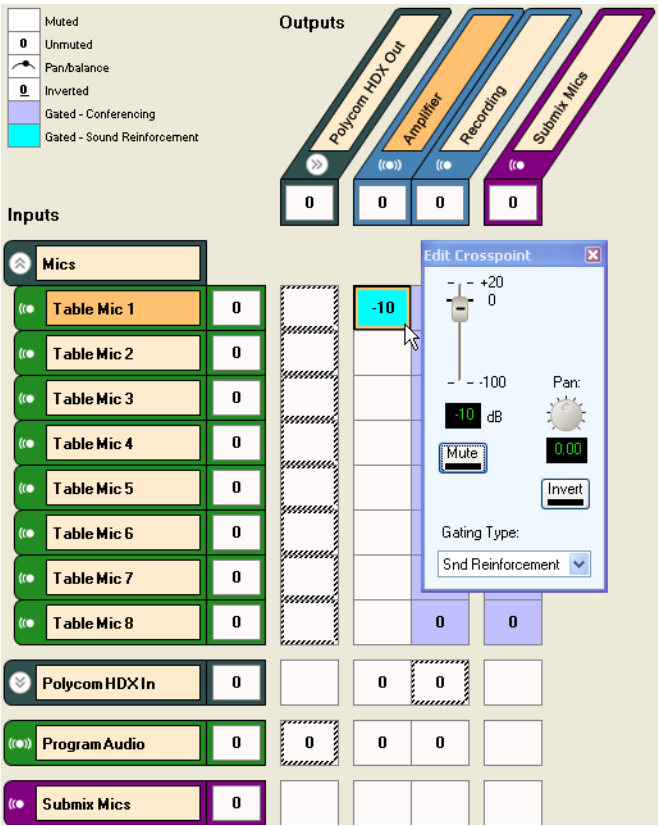 Muted
0 Unmuted
Pan/balance
0 Inverted
Gated - Conferencing
Gated - Sound Reinforcement
Outputs
Polycom HDX Out
Amplifier
Recording
Submix Mics
0 0 0 0
Inputs
Mics
Table Mic 1 0 -10
Table Mic 2 0
Table Mic 3 0
Table Mic 4 0
Table Mic 5 0
Table Mic 6 0
Table Mic 7 0
Table Mic 8 0 0 0
Polycom HDX In 0 0 0
Program Audio 0 0 0 0
Submix Mics 0
Edit Crosspoint
+20
0
-100
-10 dB
Pan:
0.00
Mute
Invert
Gating Type:
Snd Reinforcement